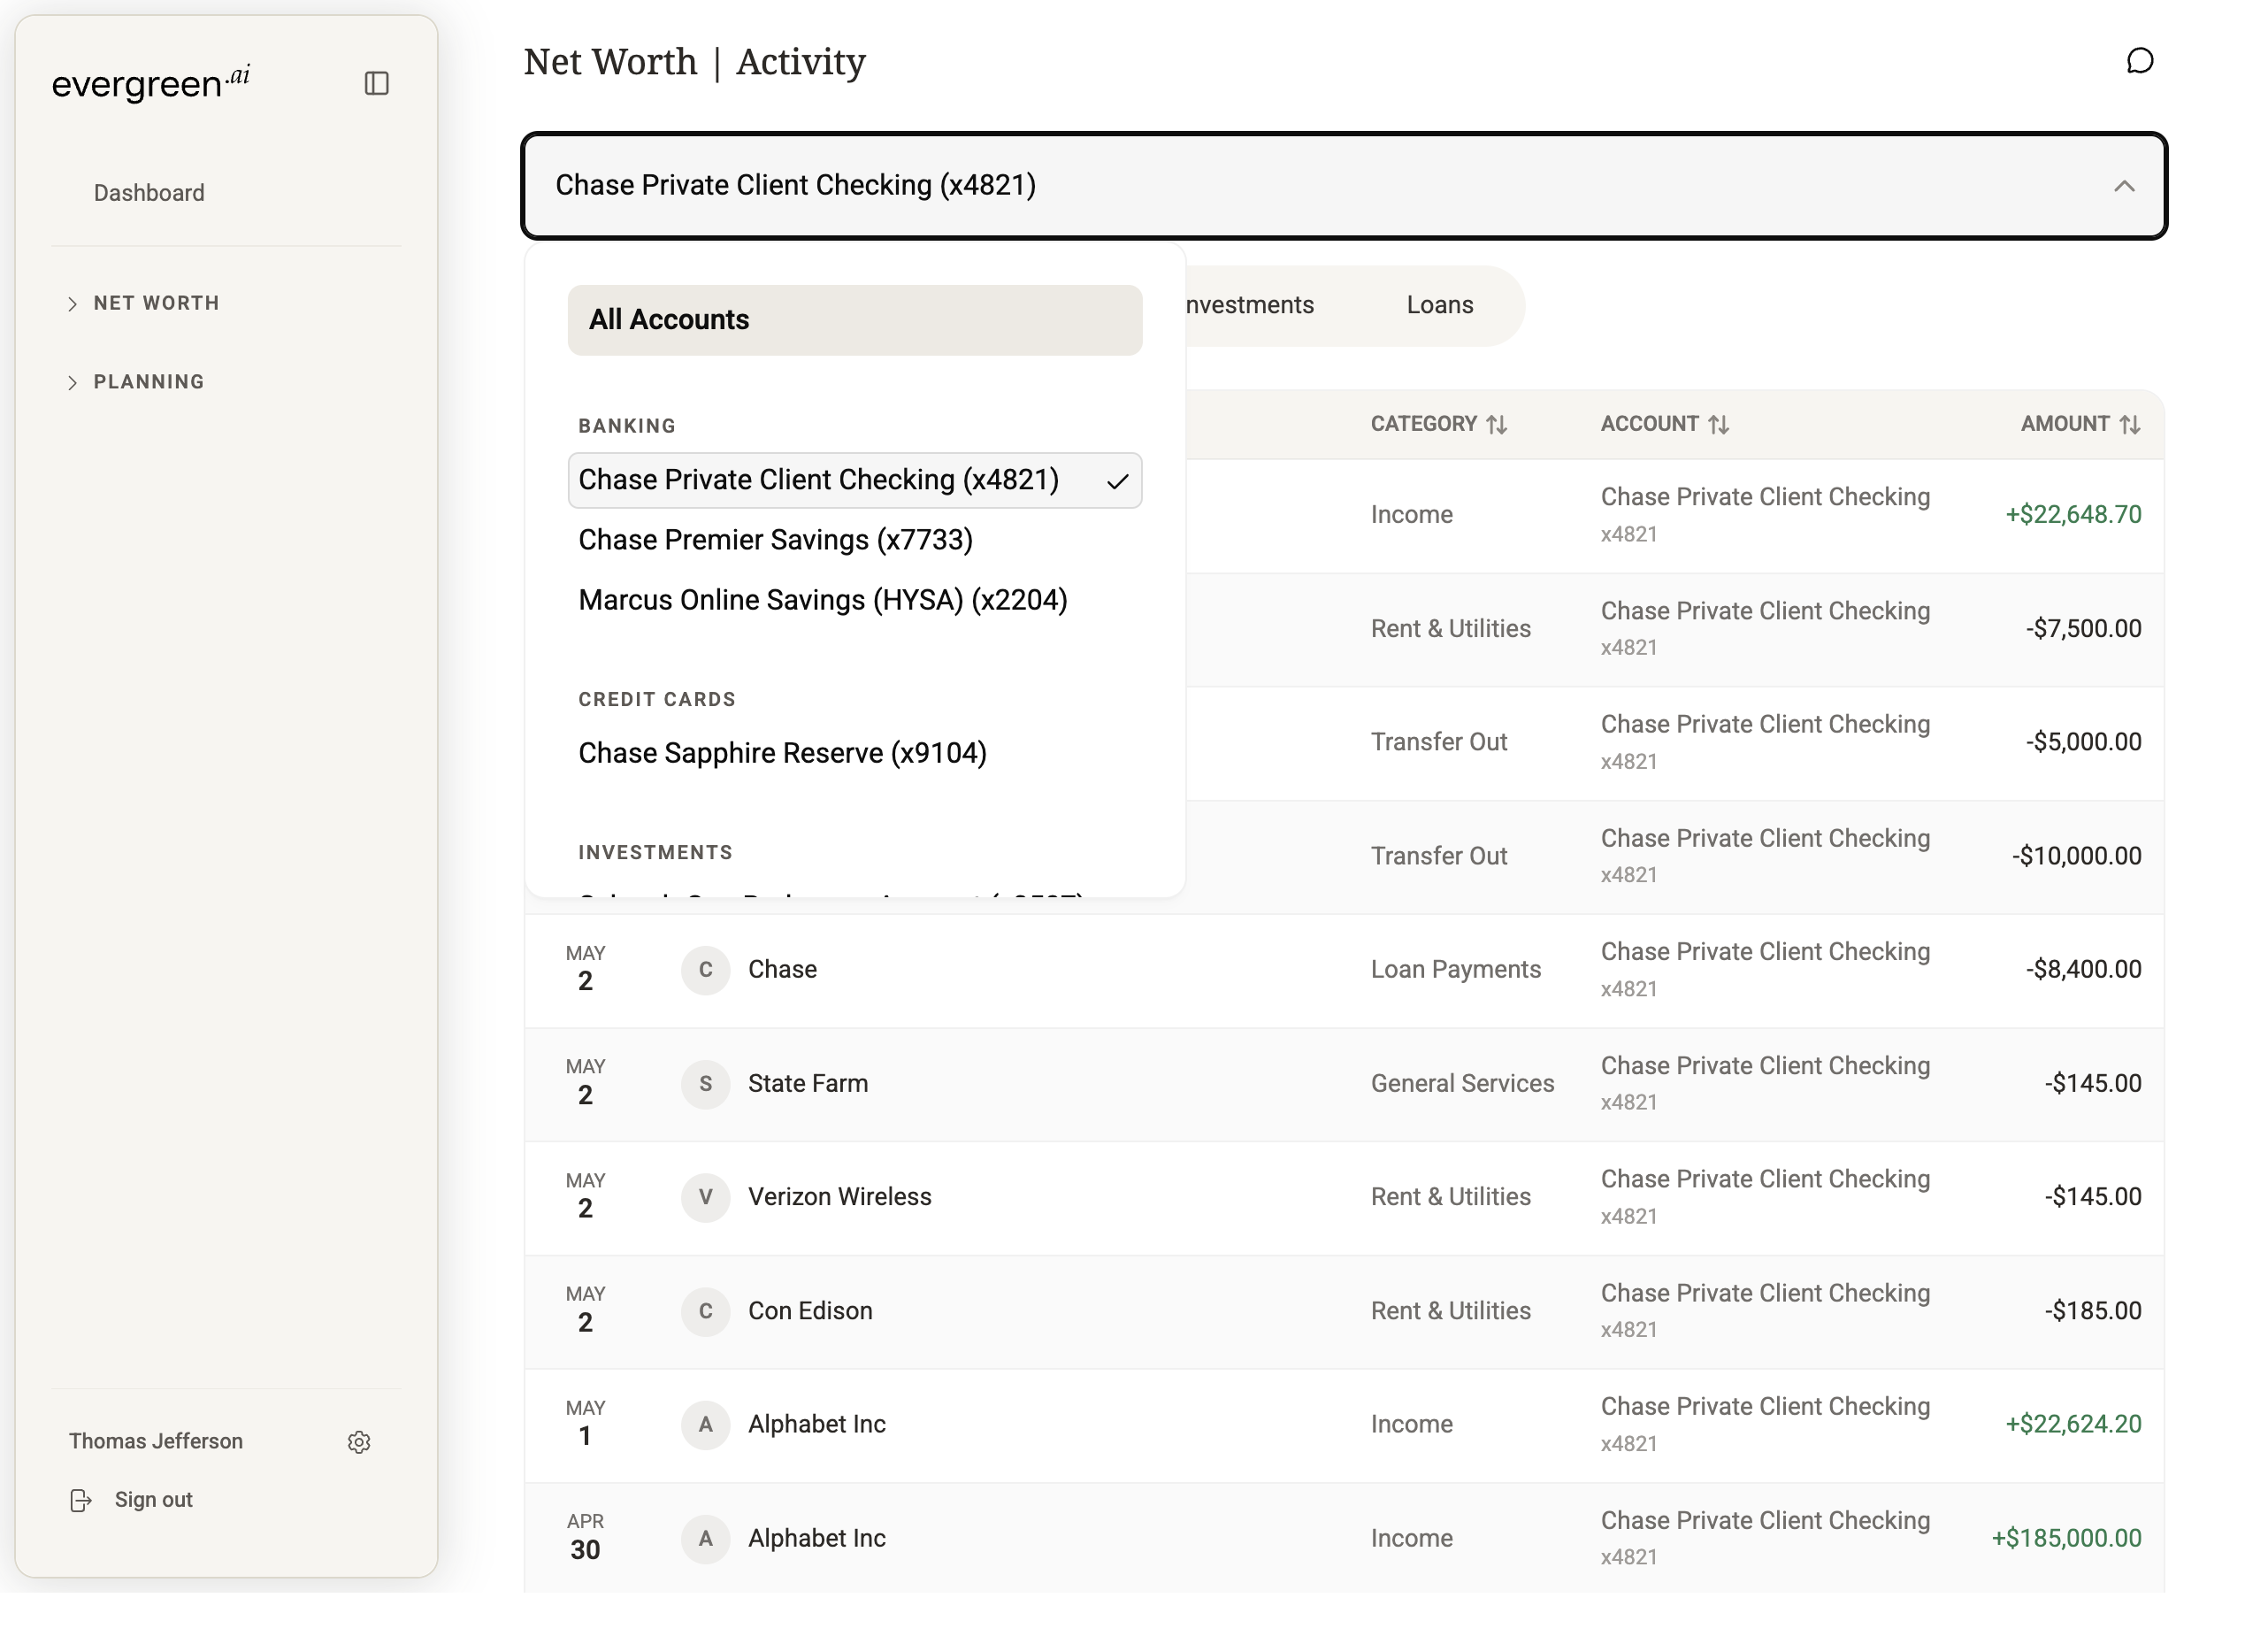 evergreen.ai
Dashboard
NET WORTH
PLANNING
Thomas Jefferson
Sign out
Net Worth | Activity
Chase Private Client Checking (x4821)
All Accounts
BANKING
Chase Private Client Checking (x4821)
Chase Premier Savings (x7733)
Marcus Online Savings (HYSA) (x2204)
CREDIT CARDS
Chase Sapphire Reserve (x9104)
INVESTMENTS
nvestments Loans
CATEGORY ACCOUNT AMOUNT
Income Chase Private Client Checking x4821 +$22,648.70
Rent & Utilities Chase Private Client Checking x4821 -$7,500.00
Transfer Out Chase Private Client Checking x4821 -$5,000.00
Transfer Out Chase Private Client Checking x4821 -$10,000.00
MAY 2 C Chase Loan Payments Chase Private Client Checking x4821 -$8,400.00
MAY 2 S State Farm General Services Chase Private Client Checking x4821 -$145.00
MAY 2 V Verizon Wireless Rent & Utilities Chase Private Client Checking x4821 -$145.00
MAY 2 C Con Edison Rent & Utilities Chase Private Client Checking x4821 -$185.00
MAY 1 A Alphabet Inc Income Chase Private Client Checking x4821 +$22,624.20
APR 30 A Alphabet Inc Income Chase Private Client Checking x4821 +$185,000.00